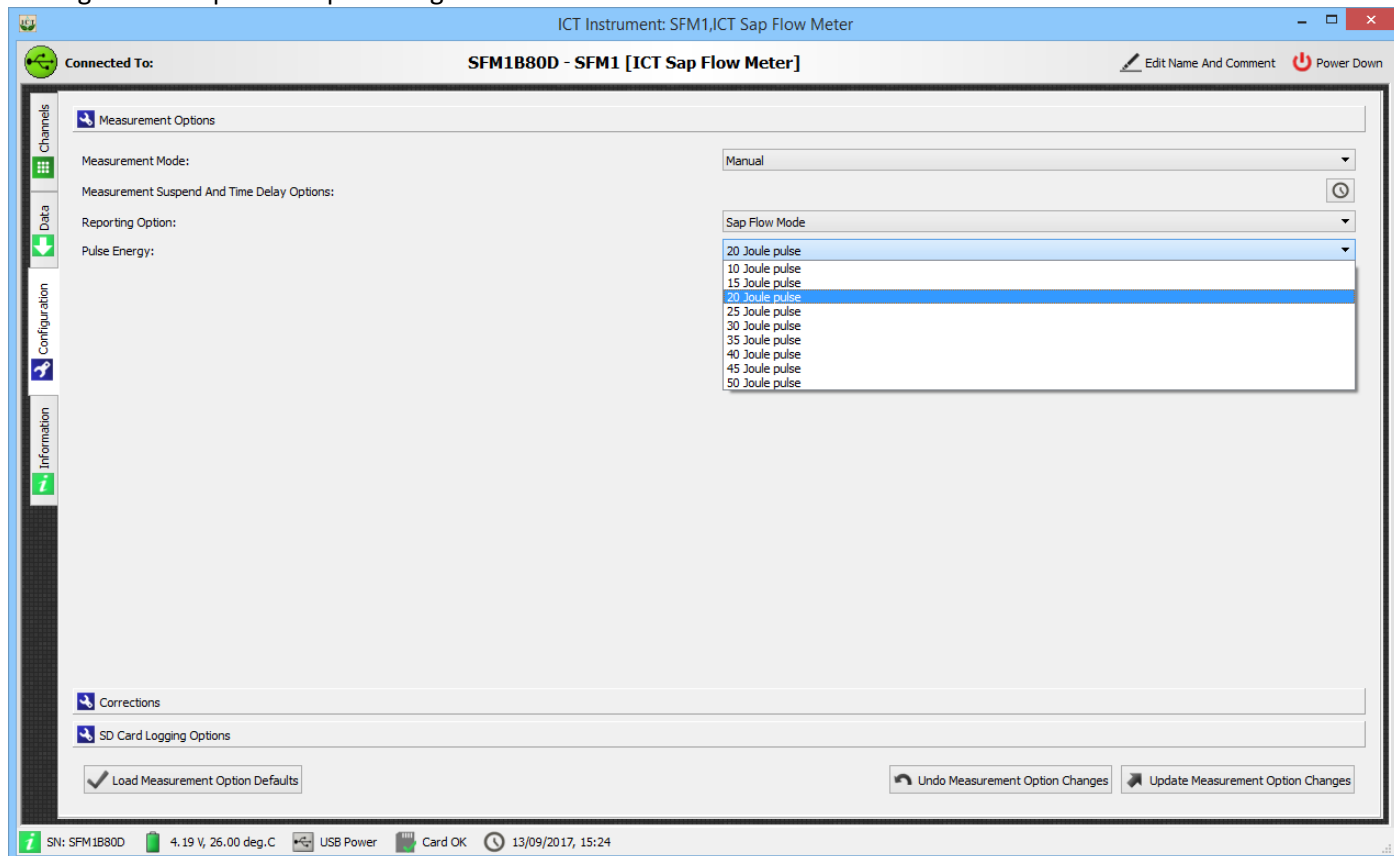 ICT Instrument: SFM1,ICT Sap Flow Meter
Connected To:
SFM1B80D - SFM1 [ICT Sap Flow Meter]
Edit Name And Comment
Power Down
Channels
Data
Configuration
Information
Measurement Options
Measurement Mode:
Manual
Measurement Suspend And Time Delay Options:
Reporting Option:
Sap Flow Mode
Pulse Energy:
20 Joule pulse
10 Joule pulse
15 Joule pulse
20 Joule pulse
25 Joule pulse
30 Joule pulse
35 Joule pulse
40 Joule pulse
45 Joule pulse
50 Joule pulse
Corrections
SD Card Logging Options
Load Measurement Option Defaults
Undo Measurement Option Changes
Update Measurement Option Changes
SN: SFM1B80D
4.19 V, 26.00 deg.C
USB Power
Card OK
13/09/2017, 15:24